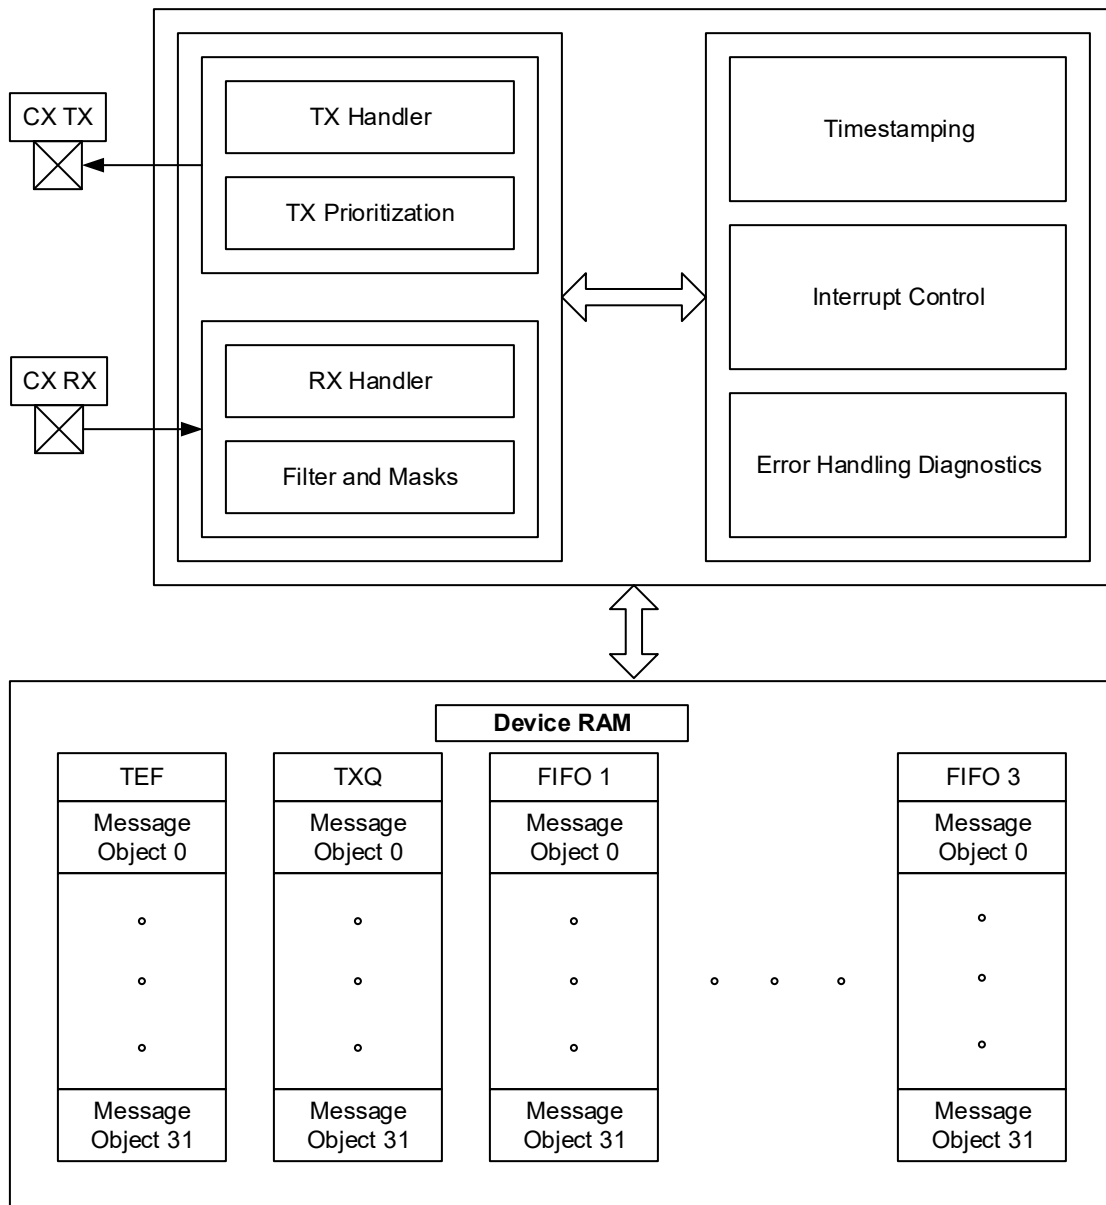 CX TX
TX Handler
TX Prioritization
CX RX
RX Handler
Filter and Masks
Timestamping
Interrupt Control
Error Handling Diagnostics
Device RAM
TEF
Message
Object 0
Message
Object 31
TXQ
Message
Object 0
Message
Object 31
FIFO 1
Message
Object 0
Message
Object 31
FIFO 3
Message
Object 0
Message
Object 31